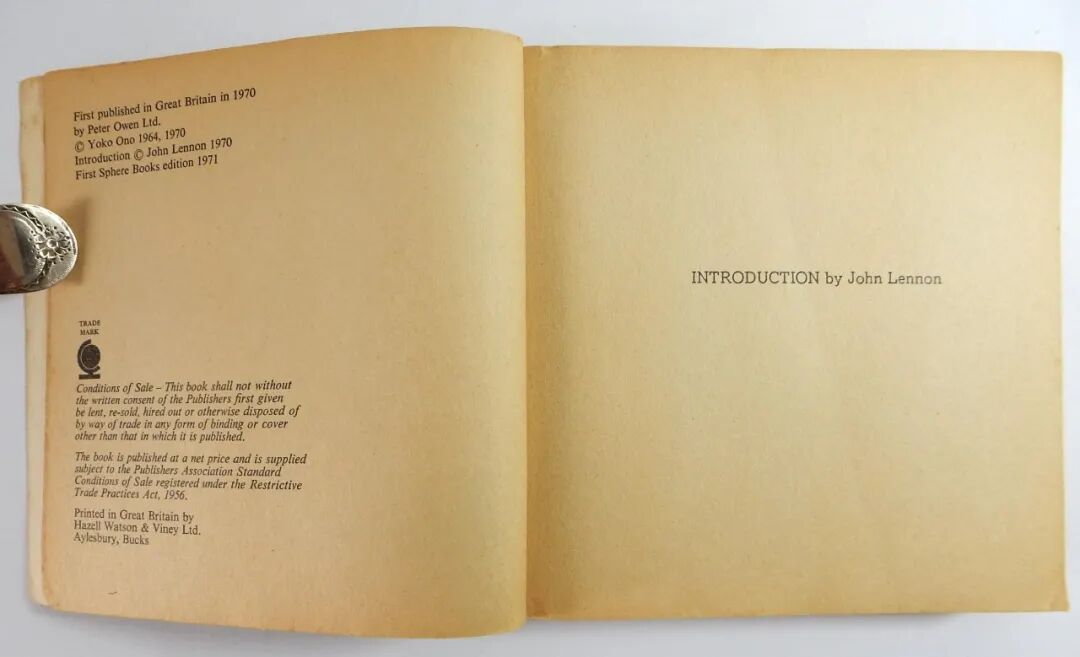 First published in Great Britain in 1970
by Peter Owen Ltd.
© Yoko Ono 1964, 1970
Introduction © John Lennon 1970
First Sphere Books edition 1971
TRADE
MARK
Conditions of Sale – This book shall not without
the written consent of the Publishers first given
be lent, re-sold, hired out or otherwise disposed of
by way of trade in any form of binding or cover
other than that in which it is published.
The book is published at a net price and is supplied
subject to the Publishers Association Standard
Conditions of Sale registered under the Restrictive
Trade Practices Act, 1956.
Printed in Great Britain by
Hazell Watson & Viney Ltd.
Aylesbury, Bucks
INTRODUCTION by John Lennon